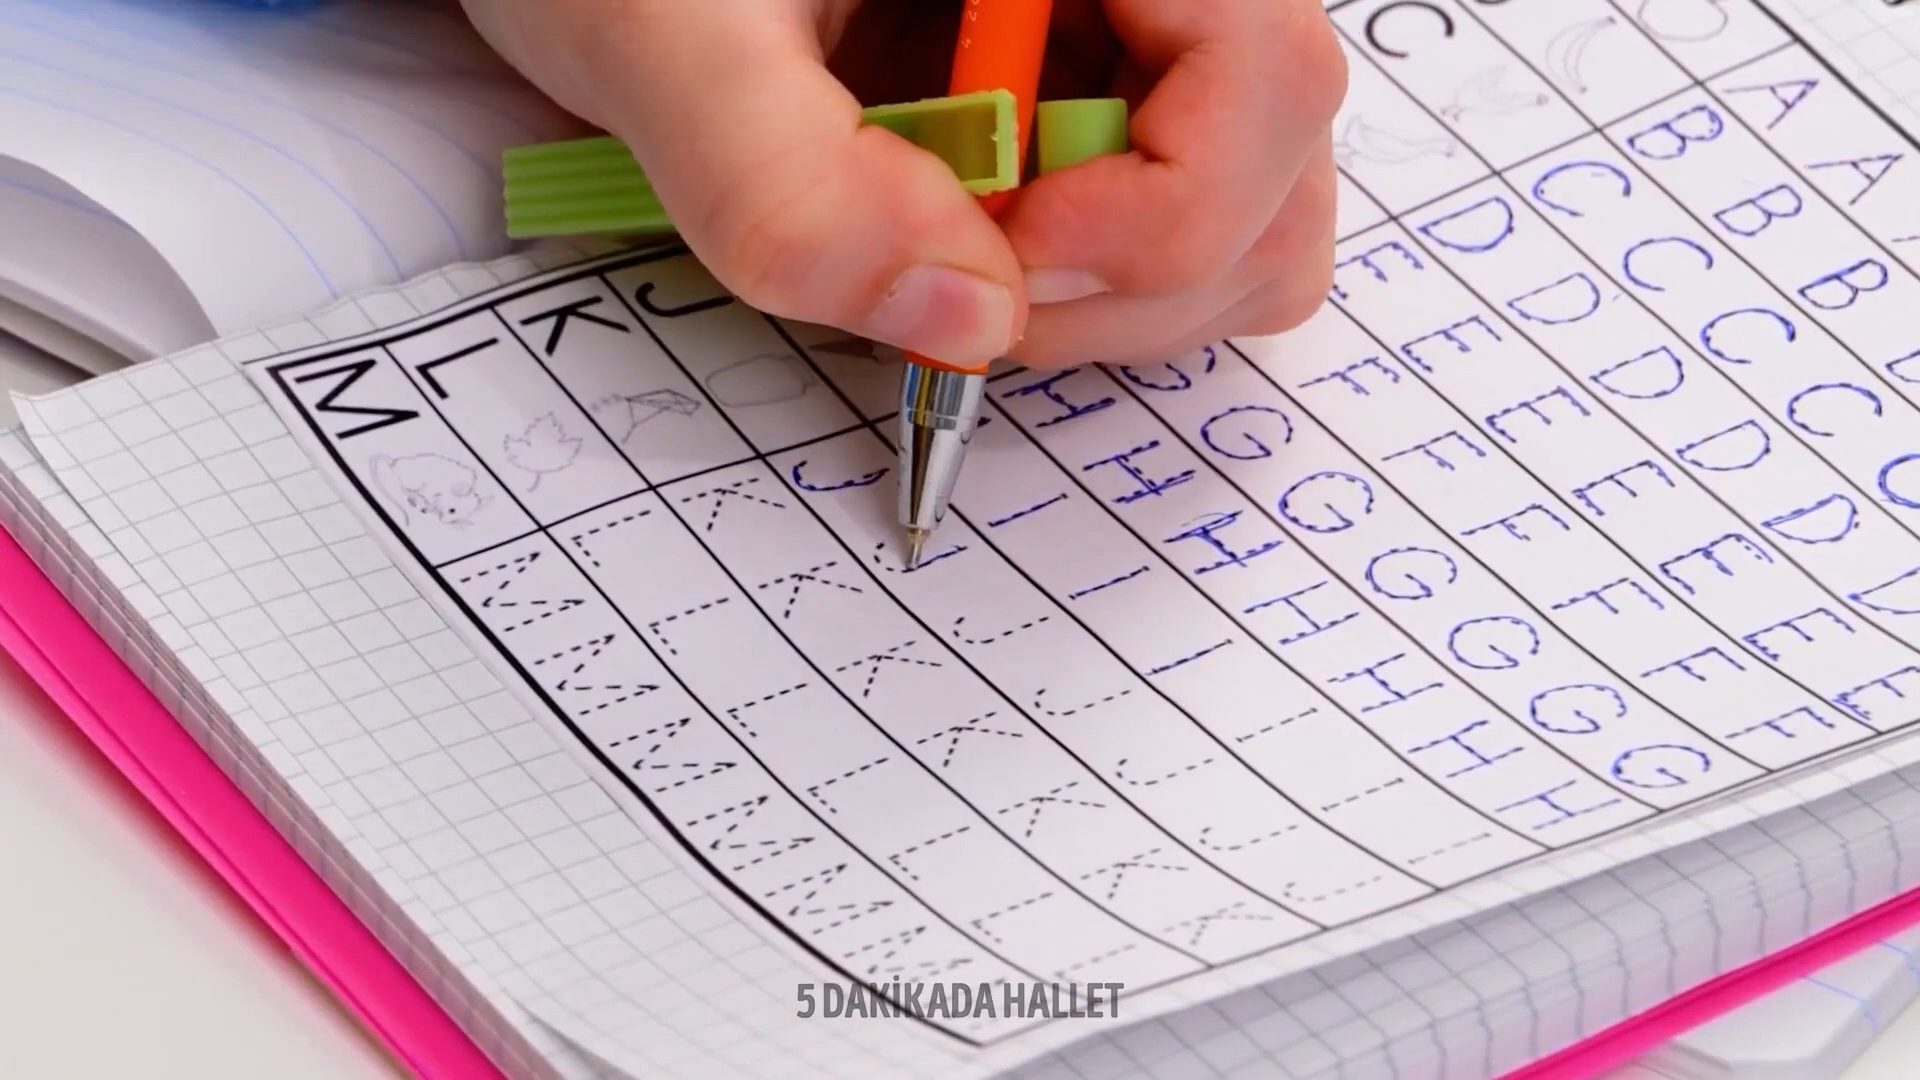 A A
B B B
C C C C C C
D D D D D D
E E E E E E E
F F F F F F
G G G G G G G
H H H H H H H
I I I I I I
J J J J J J J J
K K K K K K K K
L L L L L L L L
M M M M M M M
5 DAKİKADA HALLET